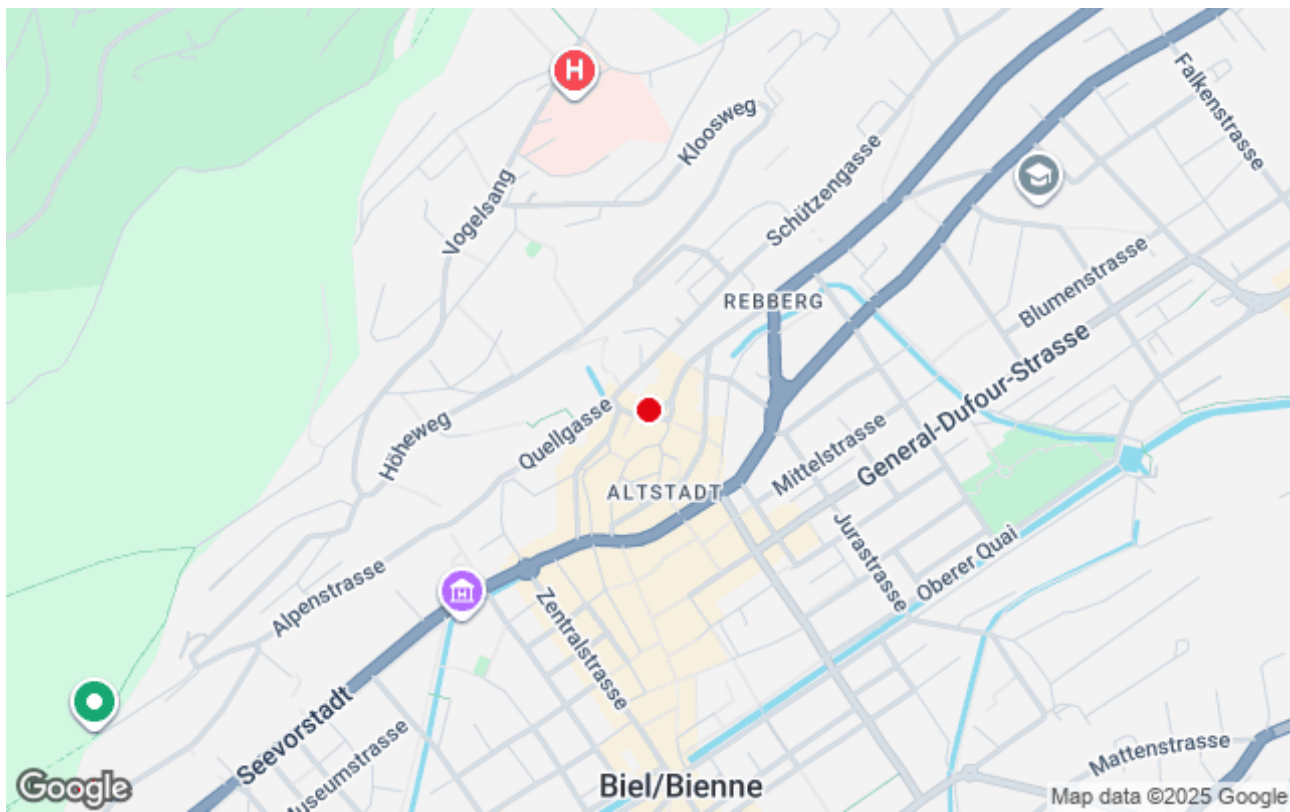 H
Falkenstrasse
Kloosweg
Schützengasse
Vogelsang
REBBERG
Blumenstrasse
General-Dufour-Strasse
Höheweg
Quellgasse
Mittelstrasse
ALTSTADT
Jurastrasse
Oberer Quai
Alpenstrasse
Zentralstrasse
Seevorstadt
Museumstrasse
Mattenstrasse
Biel/Bienne
Google
Map data ©2025 Google